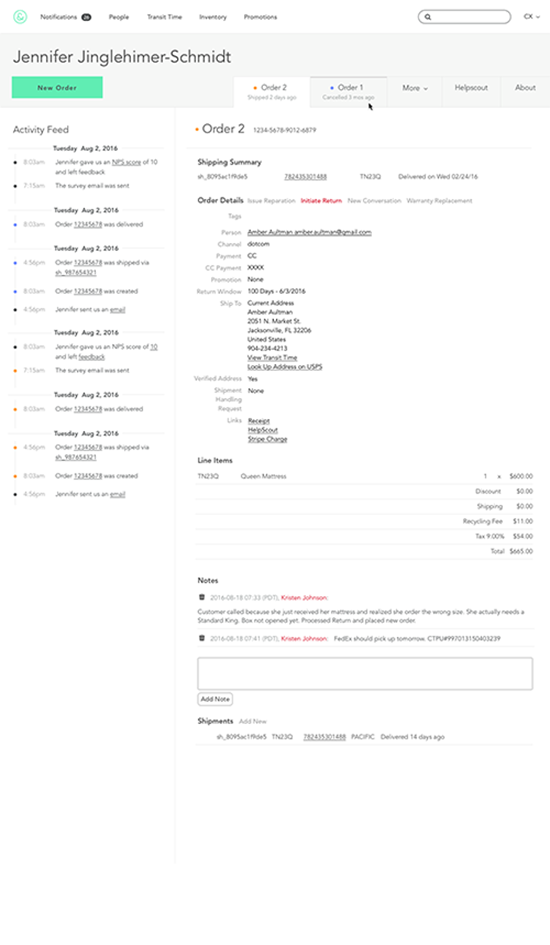 Notifications 26 People Transit Time Inventory Promotions CX
Jennifer Jinglehimer-Schmidt
New Order
Order 2
Shipped 2 days ago
Order 1
Cancelled 3 mos ago
More
Helpscout
About
Activity Feed
Tuesday Aug 2, 2016
8:03am Jennifer gave us an NPS score of 10
and left feedback
7:15am The survey email was sent
Tuesday Aug 2, 2016
8:03am Order 12345678 was delivered
Tuesday Aug 2, 2016
4:56pm Order 12345678 was shipped via
sh_987654321
8:03am Order 12345678 was created
4:56pm Jennifer sent us an email
Tuesday Aug 2, 2016
8:03am Jennifer gave us an NPS score of 10
and left feedback
7:15am The survey email was sent
Tuesday Aug 2, 2016
8:03am Order 12345678 was delivered
Tuesday Aug 2, 2016
4:56pm Order 12345678 was shipped via
sh_987654321
8:03am Order 12345678 was created
4:56pm Jennifer sent us an email
Order 2 1234-5678-9012-6879
Shipping Summary
sh_8095ac1f9de5 782435301488 TN23Q Delivered on Wed 02/24/16
Order Details Issue Reparation Initiate Return New Conversation Warranty Replacement
Tags
Person Amber.Aultman amber.aultman@gmail.com
Channel dotcom
Payment CC
CC Payment XXXX
Promotion None
Return Window 100 Days - 6/3/2016
Ship To Current Address
Amber Aultman
2051 N. Market St.
Jacksonville, FL 32206
United States
904-234-4213
View Transit Time
Look Up Address on USPS
Verified Address Yes
Shipment None
Handling
Request
Links Receipt
HelpScout
Stripe Charge
Line Items
TN23Q Queen Mattress 1 x $600.00
Discount $0.00
Shipping $0.00
Recycling Fee $11.00
Tax 9.00% $54.00
Total $665.00
Notes
2016-08-18 07:33 (PDT), Kristen Johnson:
Customer called because she just received her mattress and realized she order the wrong size. She actually needs a
Standard King. Box not opened yet. Processed Return and placed new order.
2016-08-18 07:41 (PDT), Kristen Johnson: FedEx should pick up tomorrow. CTPU#997013150403239
Add Note
Shipments Add New
sh_8095ac1f9de5 TN23Q 782435301488 PACIFIC Delivered 14 days ago